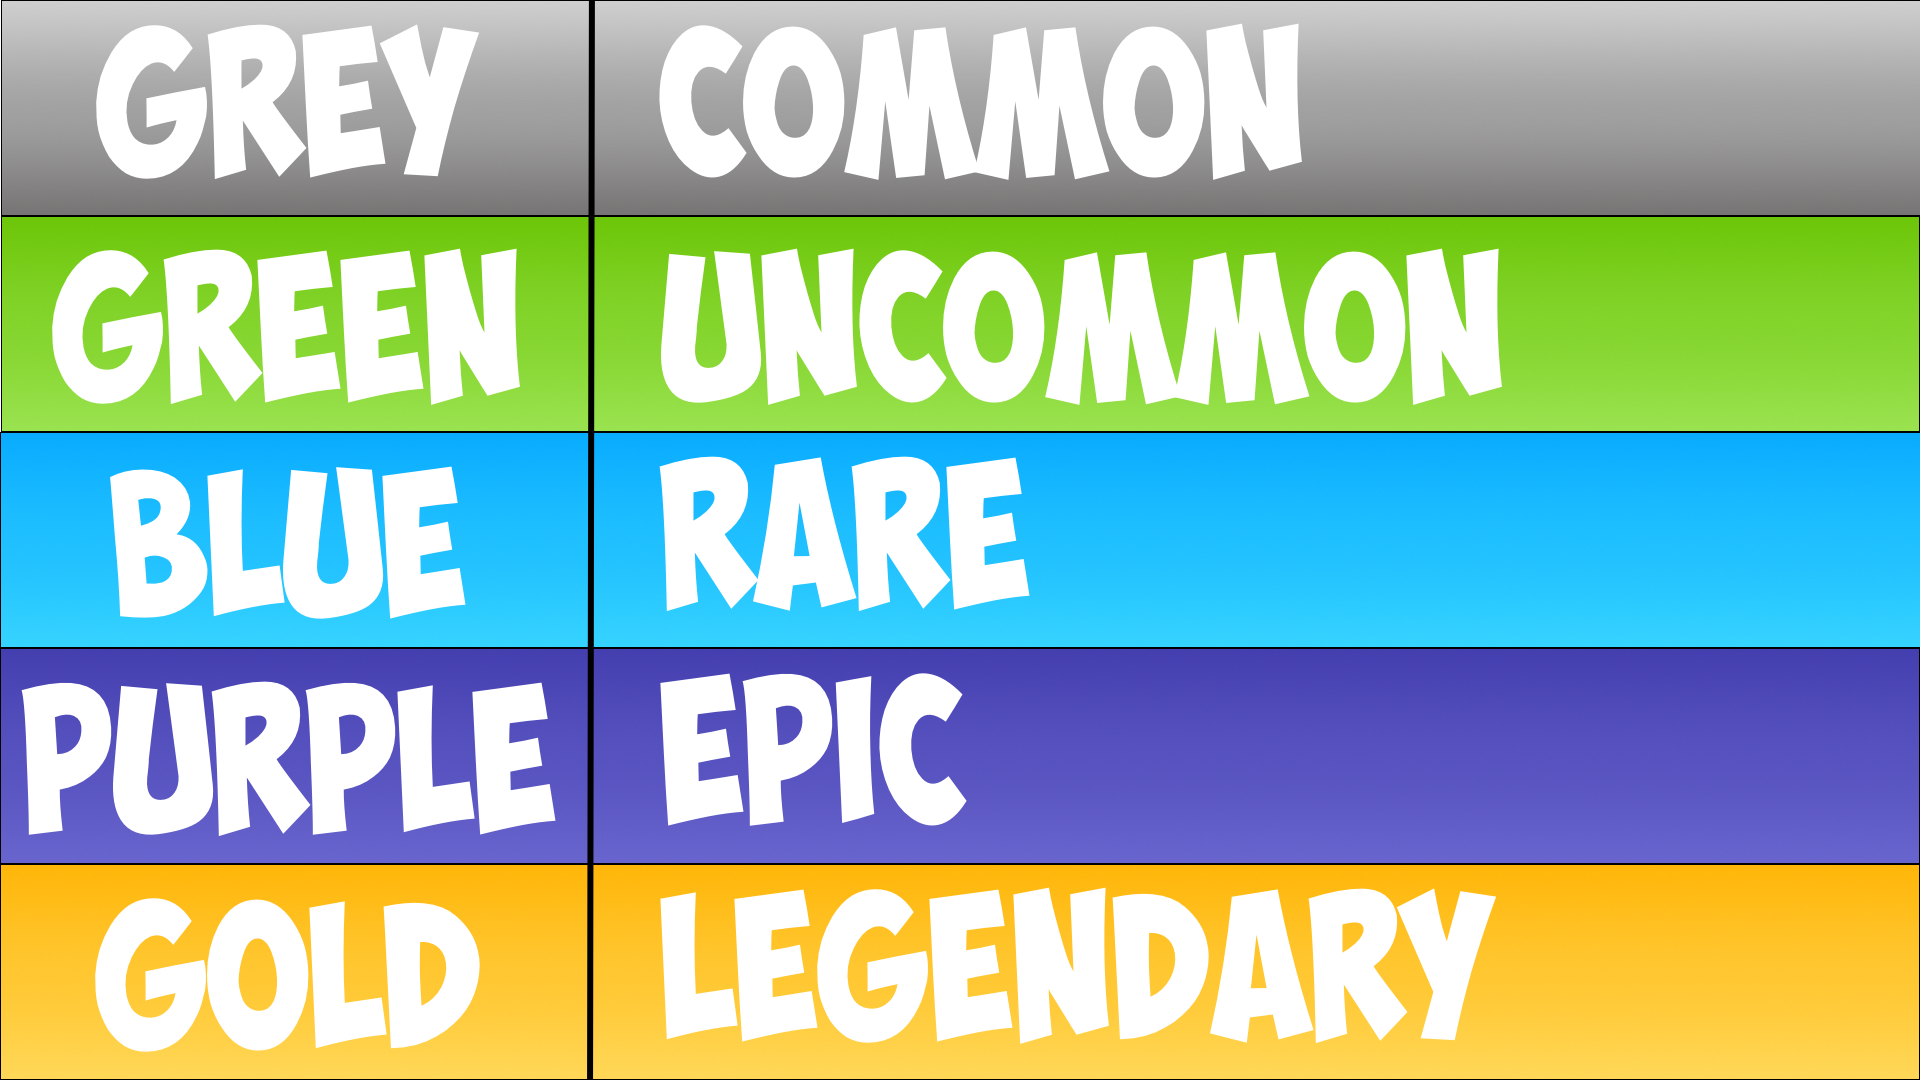 GREY COMMON
GREEN UNCOMMON
BLUE RARE
PURPLE EPIC
GOLD LEGENDARY